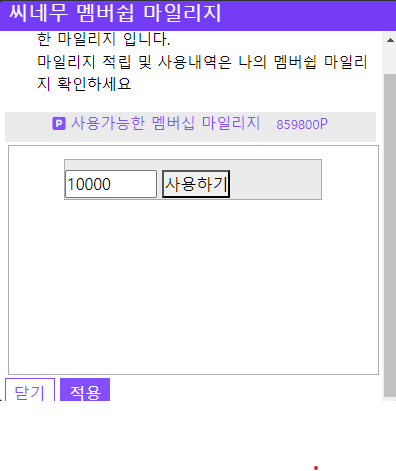 씨네무 멤버쉽 마일리지
한 마일리지 입니다.
마일리지 적립 및 사용내역은 나의 멤버쉽 마일리
지 확인하세요
P 사용가능한 멤버십 마일리지 859800P
10000 사용하기
닫기 적용